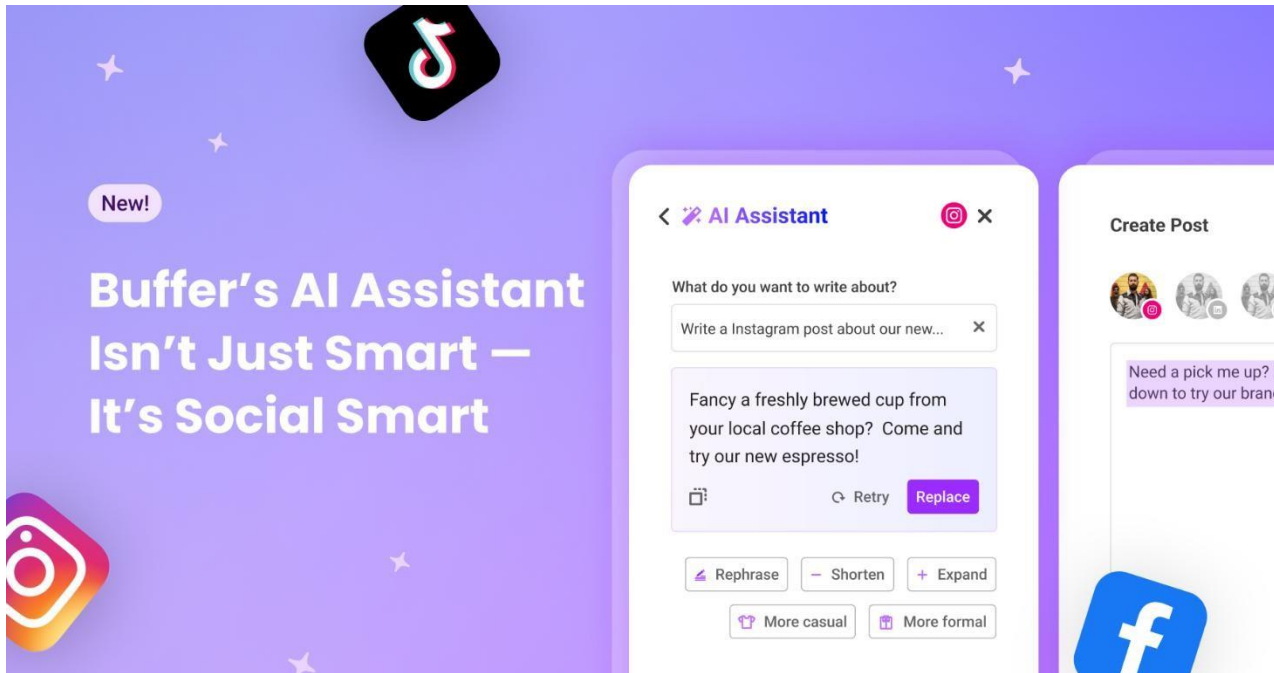 New!
Buffer's AI Assistant
Isn't Just Smart —
It's Social Smart
AI Assistant
What do you want to write about?
Write a Instagram post about our new...
Fancy a freshly brewed cup from
your local coffee shop? Come and
try our new espresso!
Retry
Replace
Rephrase
Shorten
Expand
More casual
More formal
Create Post
Need a pick me up?
down to try our bran